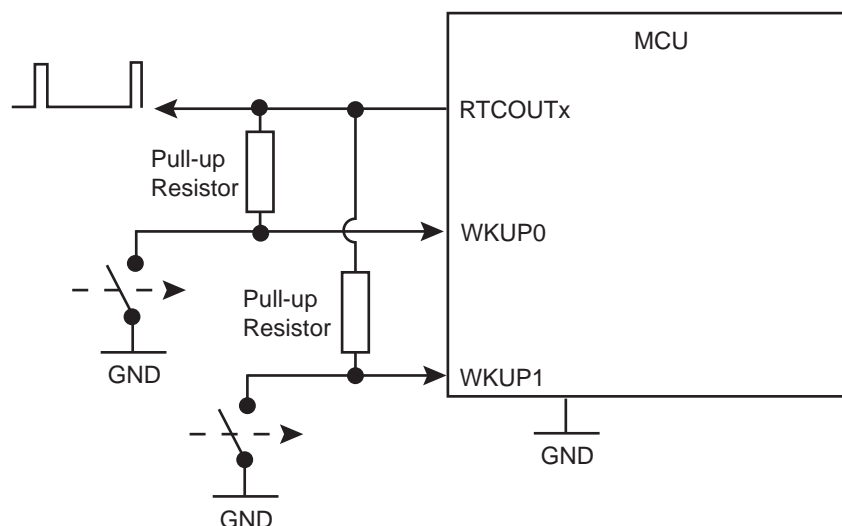 MCU
RTCOUTx
Pull-up
Resistor
WKUP0
Pull-up
Resistor
GND
WKUP1
GND
GND